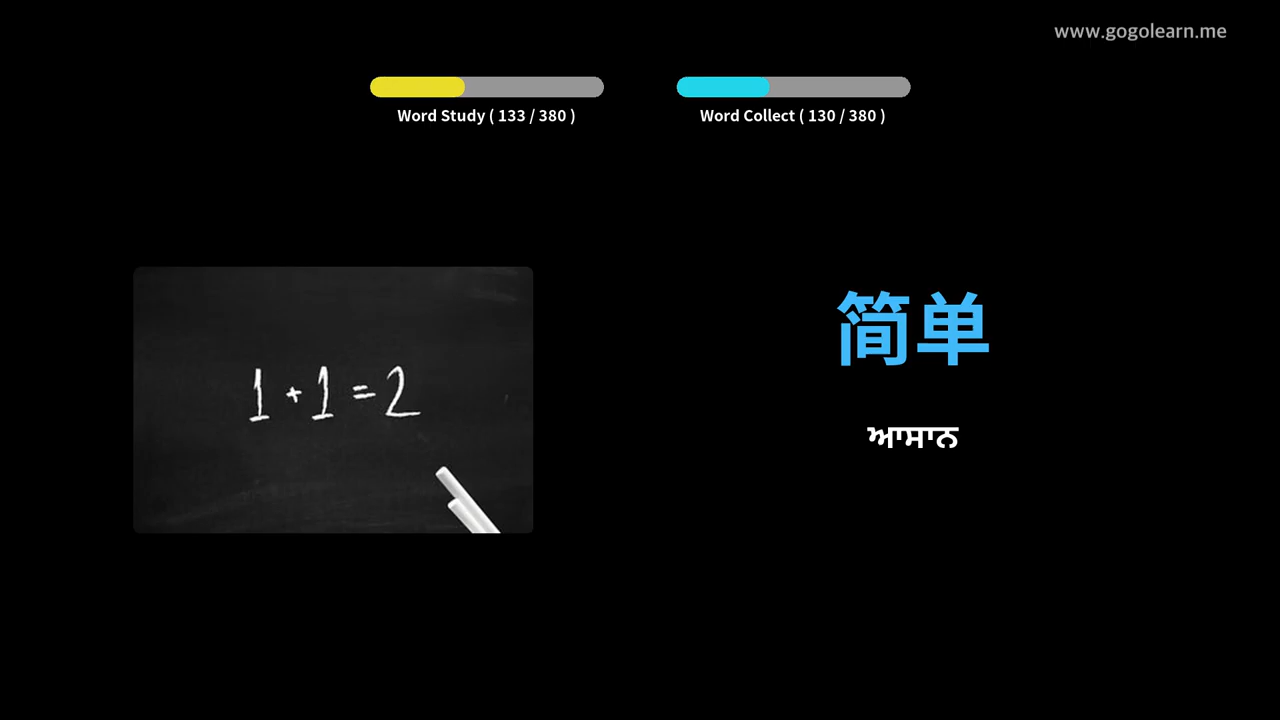 www.gogolearn.me
Word Study ( 133 / 380 )
Word Collect ( 130 / 380 )
1 + 1 = 2
简单
ਆਸਾਨ